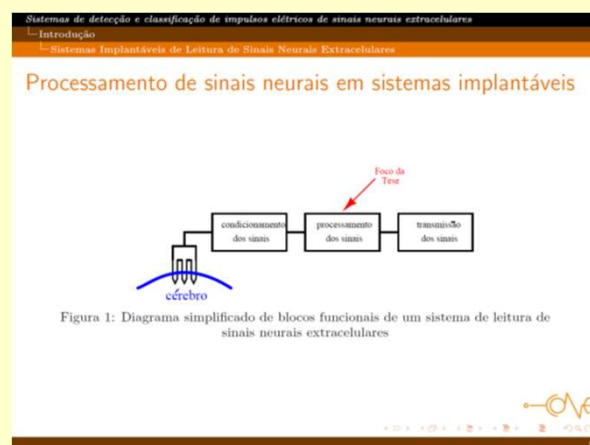 Sistemas de detecção e classificação de impulsos elétricos de sinais neurais extracelulares
Introdução
Sistemas Implantáveis de Leitura de Sinais Neurais Extracelulares
Processamento de sinais neurais em sistemas implantáveis
Foco da
Tese
condicionamento
dos sinais
processamento
dos sinais
transmissão
dos sinais
cérebro
Figura 1: Diagrama simplificado de blocos funcionais de um sistema de leitura de
sinais neurais extracelulares